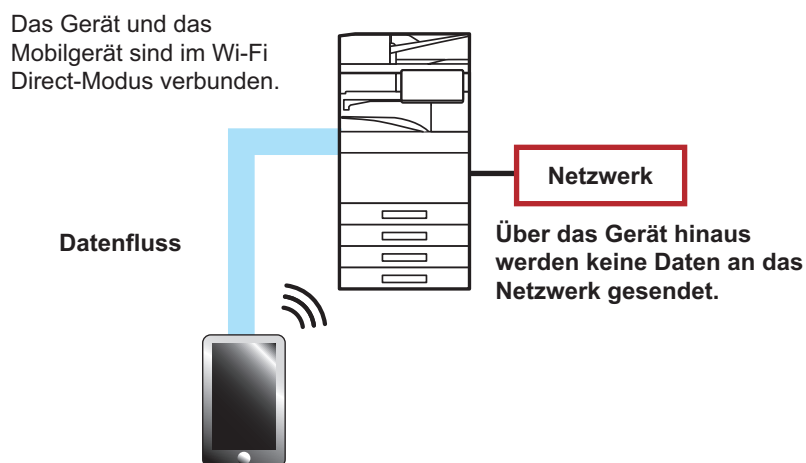 Das Gerät und das
Mobilgerät sind im Wi-Fi
Direct-Modus verbunden.
Netzwerk
Datenfluss
Über das Gerät hinaus
werden keine Daten an das
Netzwerk gesendet.